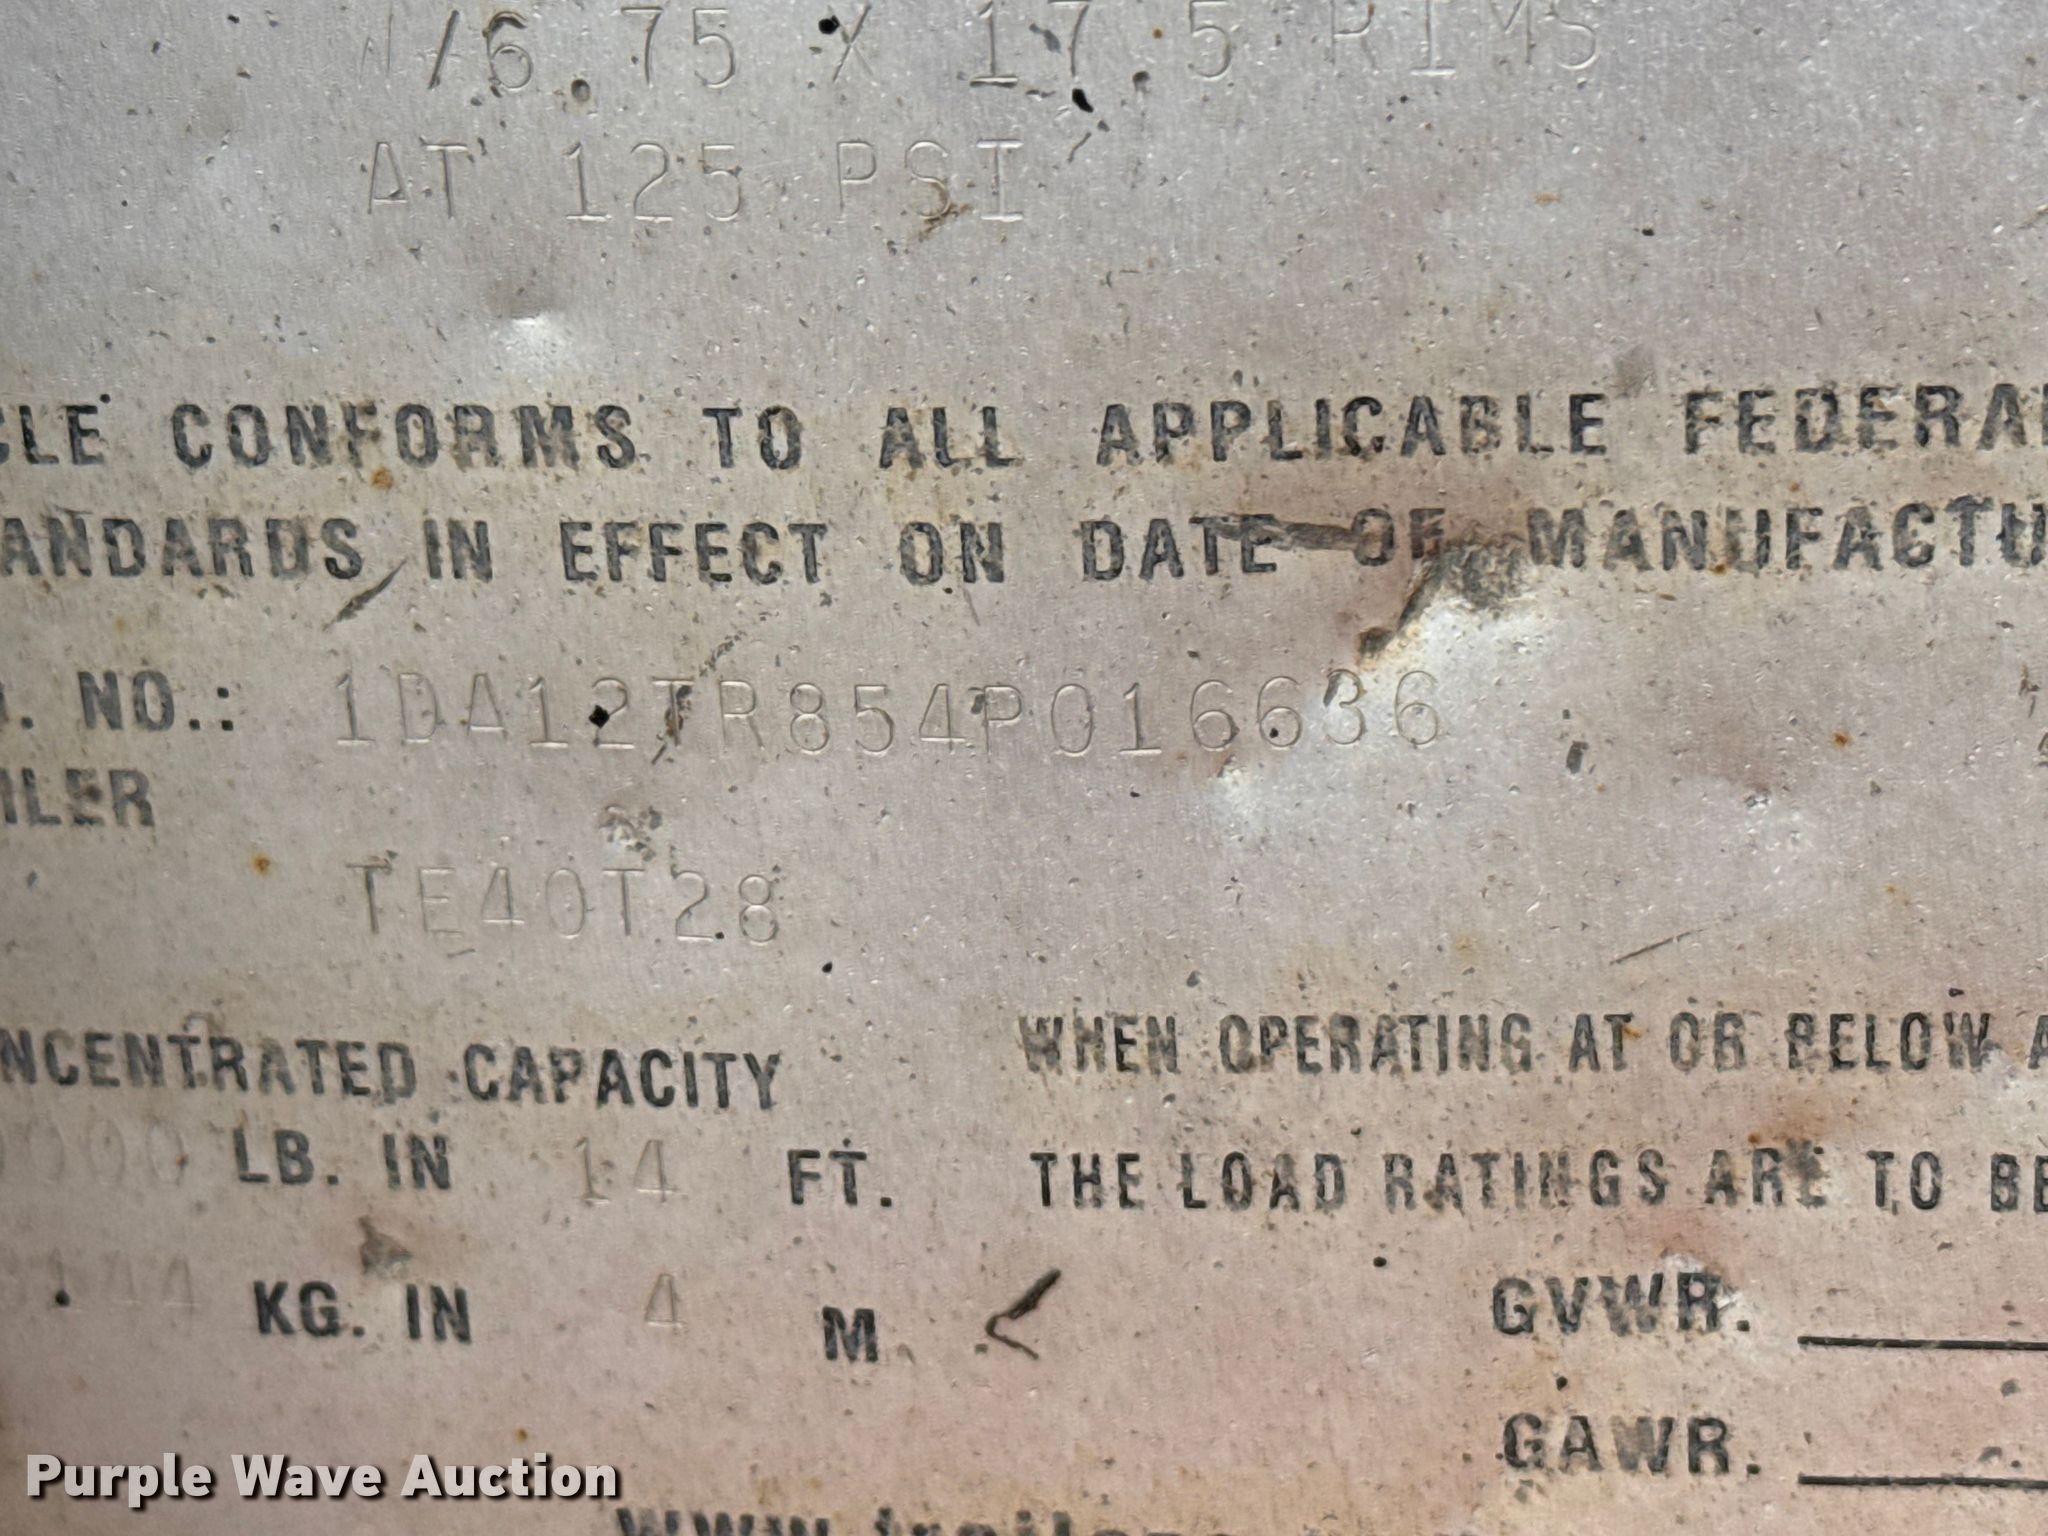 W/6.75 X 17.5 RIMS
AT 125 PSI
CLE CONFORMS TO ALL APPLICABLE FEDERAL
ANDARDS IN EFFECT ON DATE OF MANUFACTU
. NO.: 1DA12TR854P016636
ILER
TE40T28
NCENTRATED CAPACITY
0000 LB. IN 14 FT.
KG. IN 4 M.
WHEN OPERATING AT OR BELOW A
THE LOAD RATINGS ARE TO BE
GVWR.
GAWR.
Purple Wave Auction